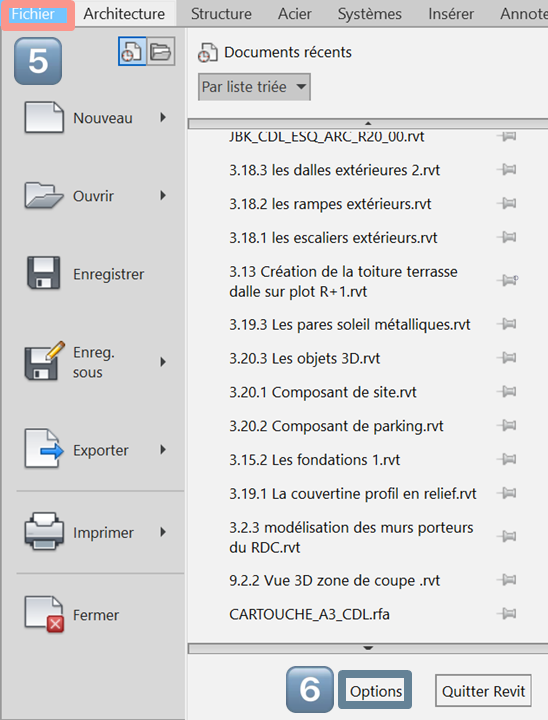 Fichier Architecture Structure Acier Systèmes Insérer Annote
5
Nouveau
Ouvrir
Enregistrer
Enreg.
sous
Exporter
Imprimer
Fermer
Documents récents
Par liste triée
JBK_CDL_ESQ_ARC_R20_00.rvt
3.18.3 les dalles extérieures 2.rvt
3.18.2 les rampes extérieurs.rvt
3.18.1 les escaliers extérieurs.rvt
3.13 Création de la toiture terrasse
dalle sur plot R+1.rvt
3.19.3 Les pares soleil métalliques.rvt
3.20.3 Les objets 3D.rvt
3.20.1 Composant de site.rvt
3.20.2 Composant de parking.rvt
3.15.2 Les fondations 1.rvt
3.19.1 La couvertine profil en relief.rvt
3.2.3 modélisation des murs porteurs
du RDC.rvt
9.2.2 Vue 3D zone de coupe .rvt
CARTOUCHE_A3_CDL.rfa
6 Options Quitter Revit